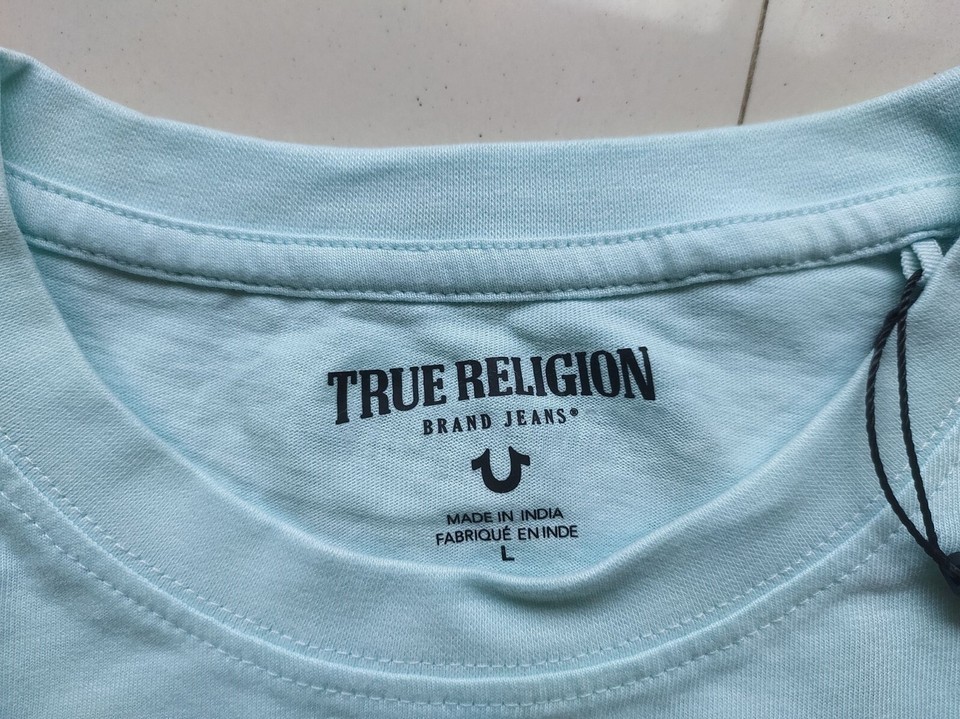 TRUE RELIGION
BRAND JEANS®
MADE IN INDIA
FABRIQUÉ EN INDE
L